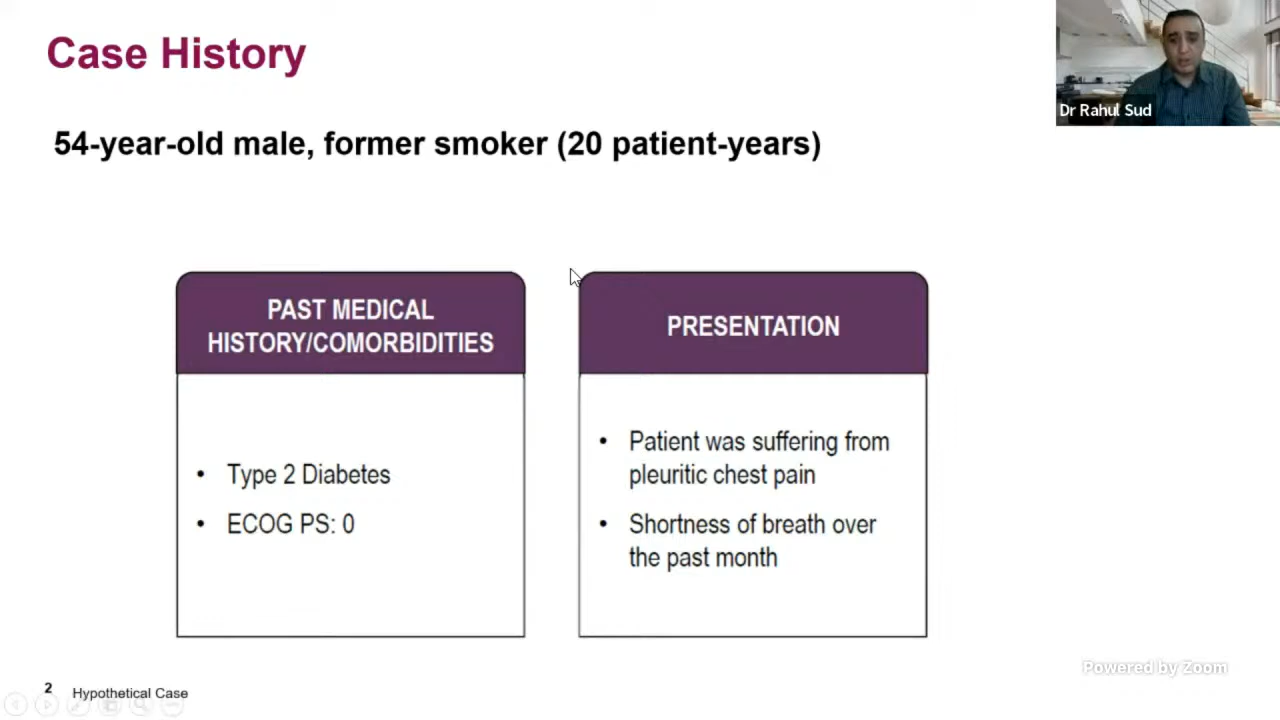 Case History
Dr Rahul Sud
54-year-old male, former smoker (20 patient-years)
PAST MEDICAL
HISTORY/COMORBIDITIES
• Type 2 Diabetes
• ECOG PS: 0
PRESENTATION
• Patient was suffering from
pleuritic chest pain
• Shortness of breath over
the past month
Powered by Zoom
2 Hypothetical Case